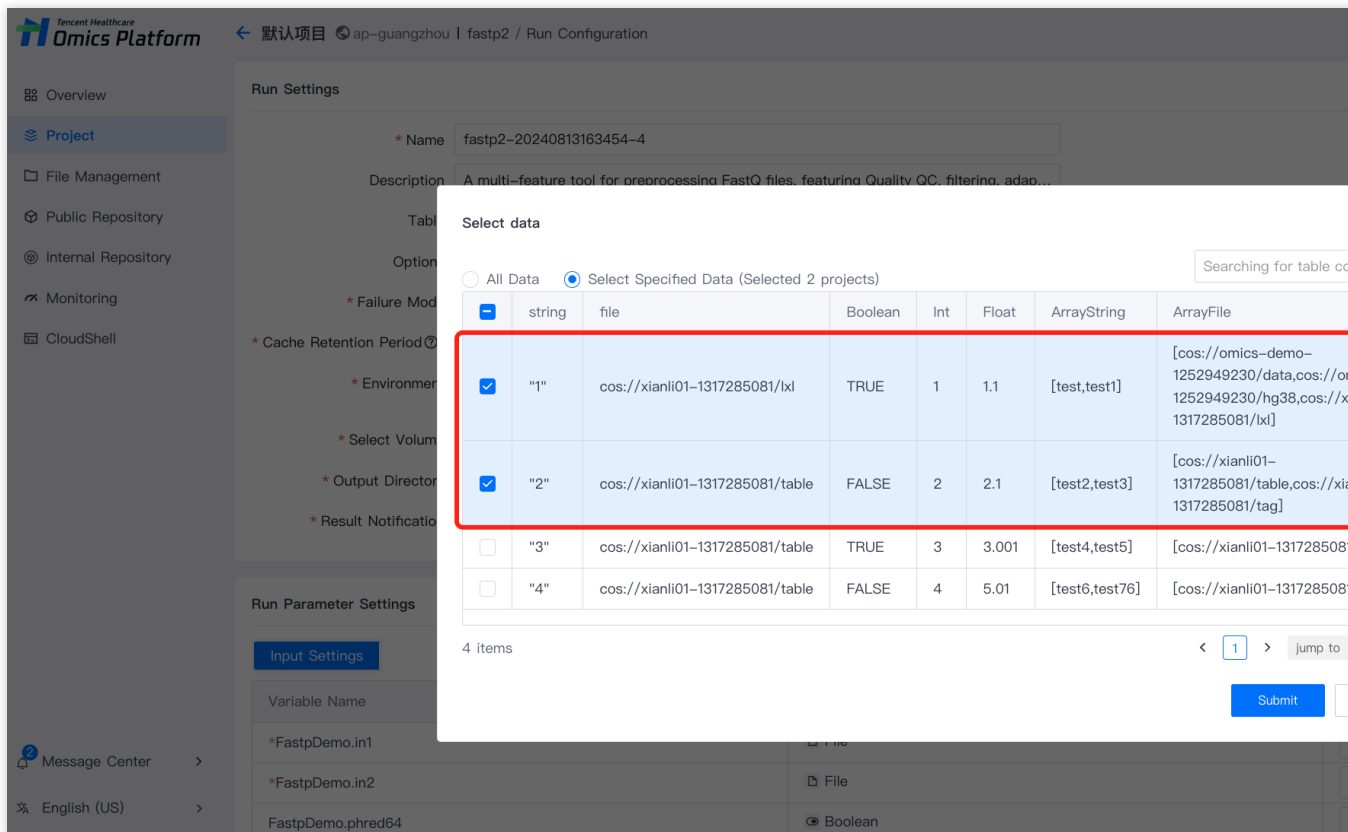 Tencent Healthcare
Omics Platform
默认项目 ap-guangzhou | fastp2 / Run Configuration
Overview
Project
File Management
Public Repository
Internal Repository
Monitoring
CloudShell
Message Center
2
English (US)
Run Settings
* Name fastp2-20240813163454-4
Description A multi-feature tool for preprocessing FastQ files, featuring Quality QC, filtering, adap...
Tabl
Option
* Failure Mod
* Cache Retention Period
* Environmen
* Select Volum
* Output Director
* Result Notificatio
Select data
All Data Select Specified Data (Selected 2 projects)
Searching for table co
string file Boolean Int Float ArrayString ArrayFile
"1" cos://xianli01-1317285081/lxl TRUE 1 1.1 [test,test1]
[cos://omics-demo-
1252949230/data,cos://o
1252949230/hg38,cos://x
1317285081/lxl]
"2" cos://xianli01-1317285081/table FALSE 2 2.1 [test2,test3]
[cos://xianli01-
1317285081/table,cos://xia
1317285081/tag]
"3" cos://xianli01-1317285081/table TRUE 3 3.001 [test4,test5] [cos://xianli01-131728508
"4" cos://xianli01-1317285081/table FALSE 4 5.01 [test6,test76] [cos://xianli01-131728508
4 items
1
jump to
Submit
Run Parameter Settings
Input Settings
Variable Name
*FastpDemo.in1 File
*FastpDemo.in2 File
FastpDemo.phred64 Boolean